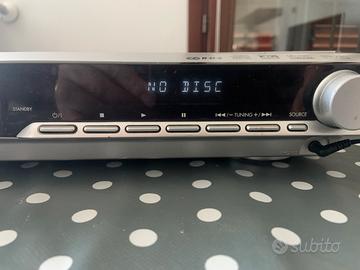 NO DISC
STANDBY
- TUNING +
SOURCE
subito